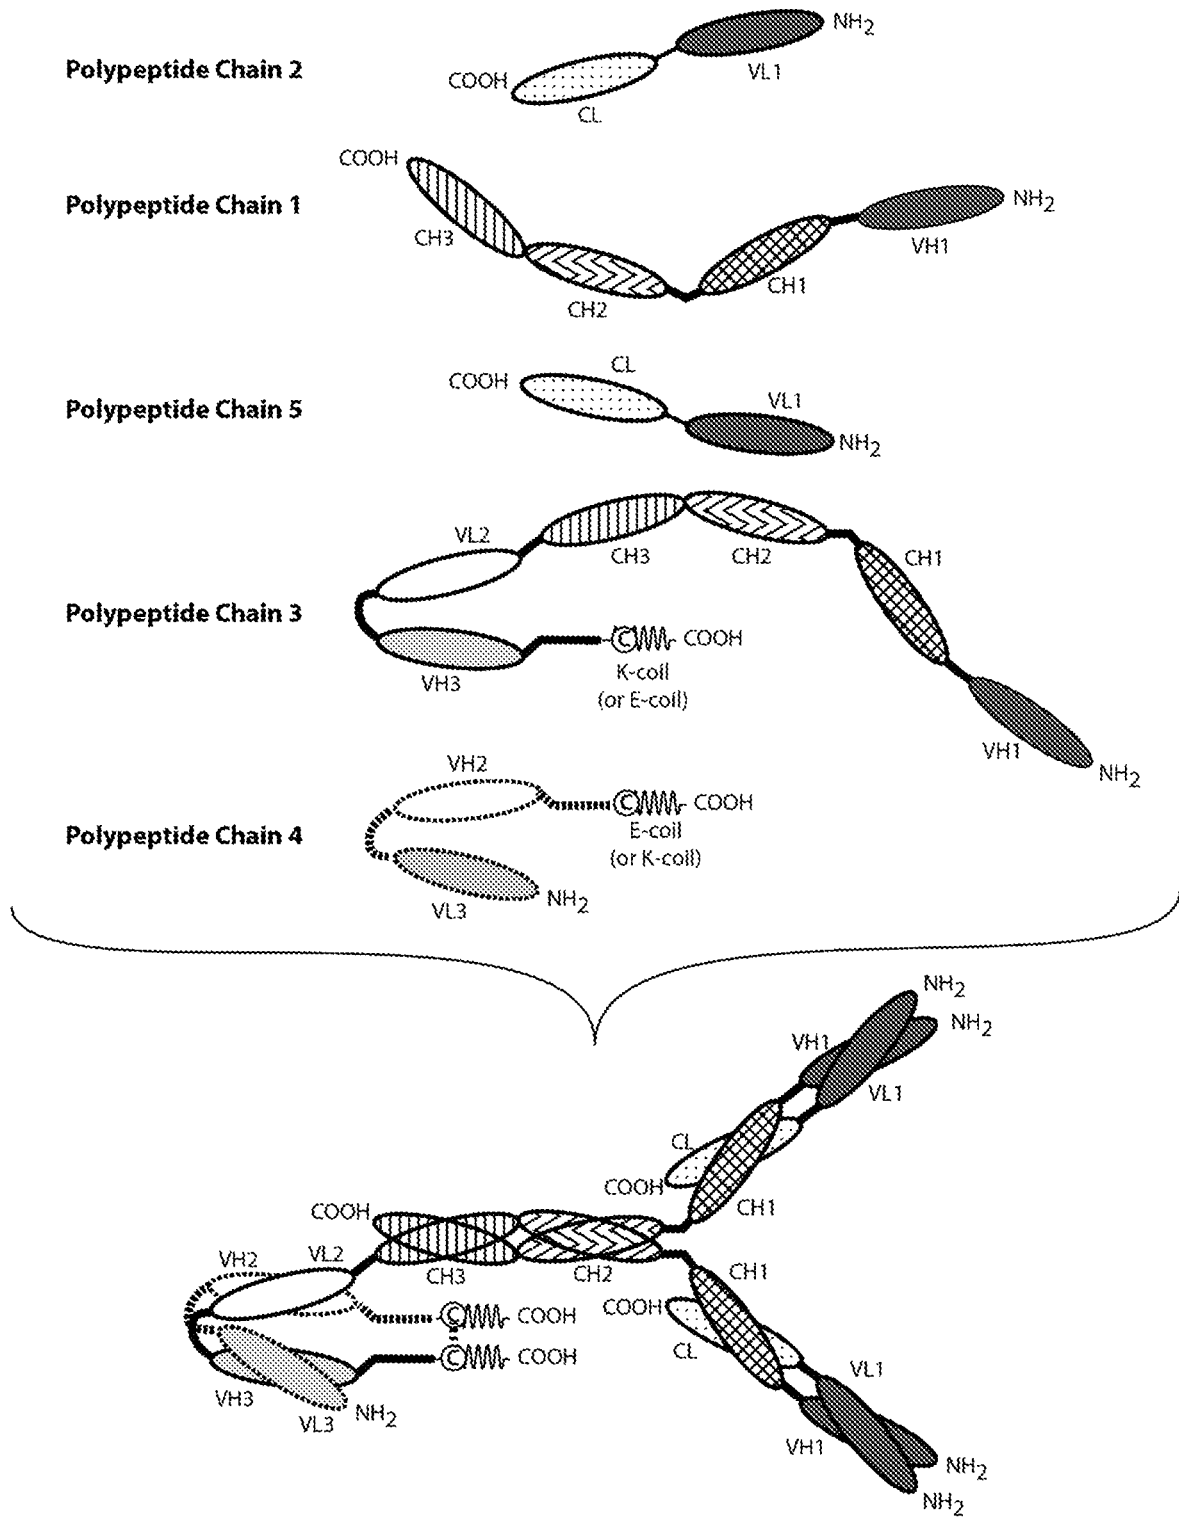 Polypeptide Chain 2
COOH
CL
VL1
NH2
Polypeptide Chain 1
COOH
CH3
CH2
CH1
VH1
NH2
Polypeptide Chain 5
COOH
CL
VL1
NH2
Polypeptide Chain 3
VL2
CH3
CH2
CH1
VH3
C
COOH
K-coil
(or E-coil)
VH1
NH2
Polypeptide Chain 4
VH2
C
COOH
E-coil
(or K-coil)
VL3
NH2
NH2
NH2
VH1
VL1
CL
COOH
CH1
COOH
VH2
VL2
CH3
CH2
CH1
C
COOH
COOH
CL
C
COOH
VH3
VL3
NH2
VL1
VH1
NH2
NH2